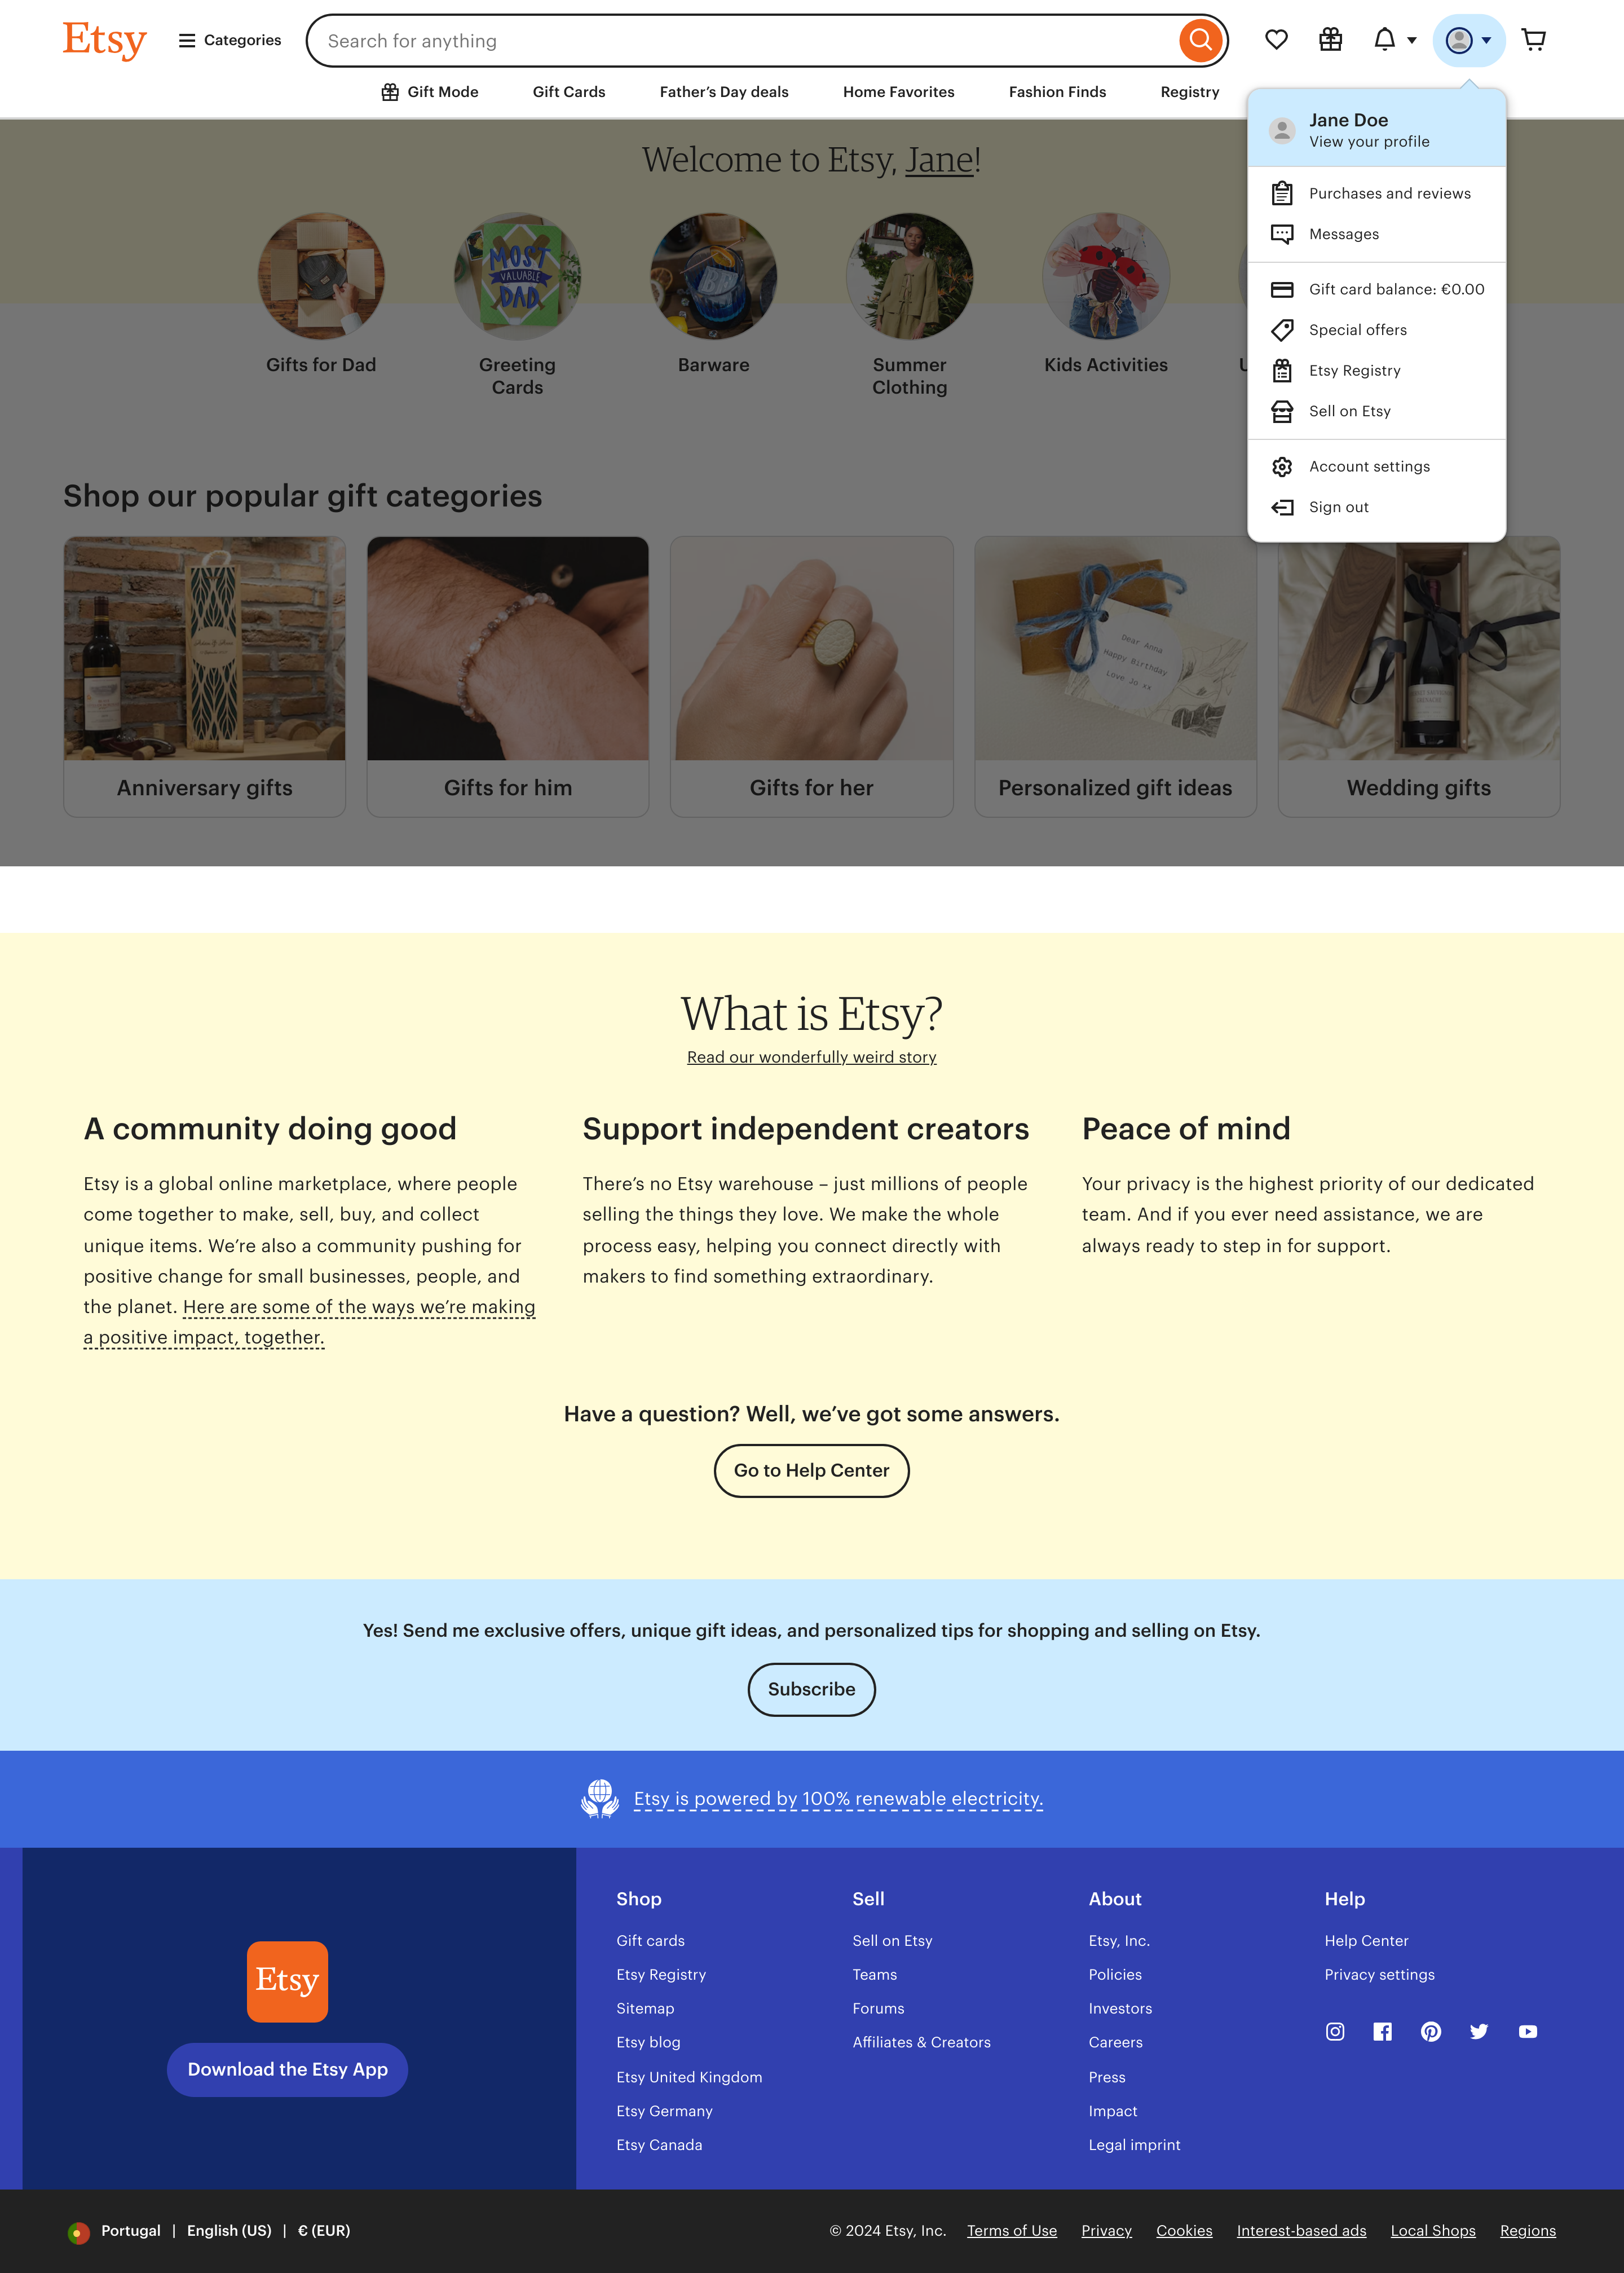 Etsy
Categories
Search for anything
Gift Mode
Gift Cards
Father’s Day deals
Home Favorites
Fashion Finds
Registry
Jane Doe
View your profile
Purchases and reviews
Messages
Gift card balance: €0.00
Special offers
Etsy Registry
Sell on Etsy
Account settings
Sign out
Welcome to Etsy, Jane!
MOST
VALUABLE
DAD
Gifts for Dad
Greeting
Cards
Barware
Summer
Clothing
Kids Activities
U
Shop our popular gift categories
Dear Anna
Happy Birthday
Love Jo xx
Anniversary gifts
Gifts for him
Gifts for her
Personalized gift ideas
Wedding gifts
What is Etsy?
Read our wonderfully weird story
A community doing good
Etsy is a global online marketplace, where people
come together to make, sell, buy, and collect
unique items. We’re also a community pushing for
positive change for small businesses, people, and
the planet. Here are some of the ways we’re making
a positive impact, together.
Support independent creators
There’s no Etsy warehouse – just millions of people
selling the things they love. We make the whole
process easy, helping you connect directly with
makers to find something extraordinary.
Peace of mind
Your privacy is the highest priority of our dedicated
team. And if you ever need assistance, we are
always ready to step in for support.
Have a question? Well, we’ve got some answers.
Go to Help Center
Yes! Send me exclusive offers, unique gift ideas, and personalized tips for shopping and selling on Etsy.
Subscribe
Etsy is powered by 100% renewable electricity.
Etsy
Download the Etsy App
Shop
Gift cards
Etsy Registry
Sitemap
Etsy blog
Etsy United Kingdom
Etsy Germany
Etsy Canada
Sell
Sell on Etsy
Teams
Forums
Affiliates & Creators
About
Etsy, Inc.
Policies
Investors
Careers
Press
Impact
Legal imprint
Help
Help Center
Privacy settings
Portugal | English (US) | € (EUR)
© 2024 Etsy, Inc. Terms of Use Privacy Cookies Interest-based ads Local Shops Regions